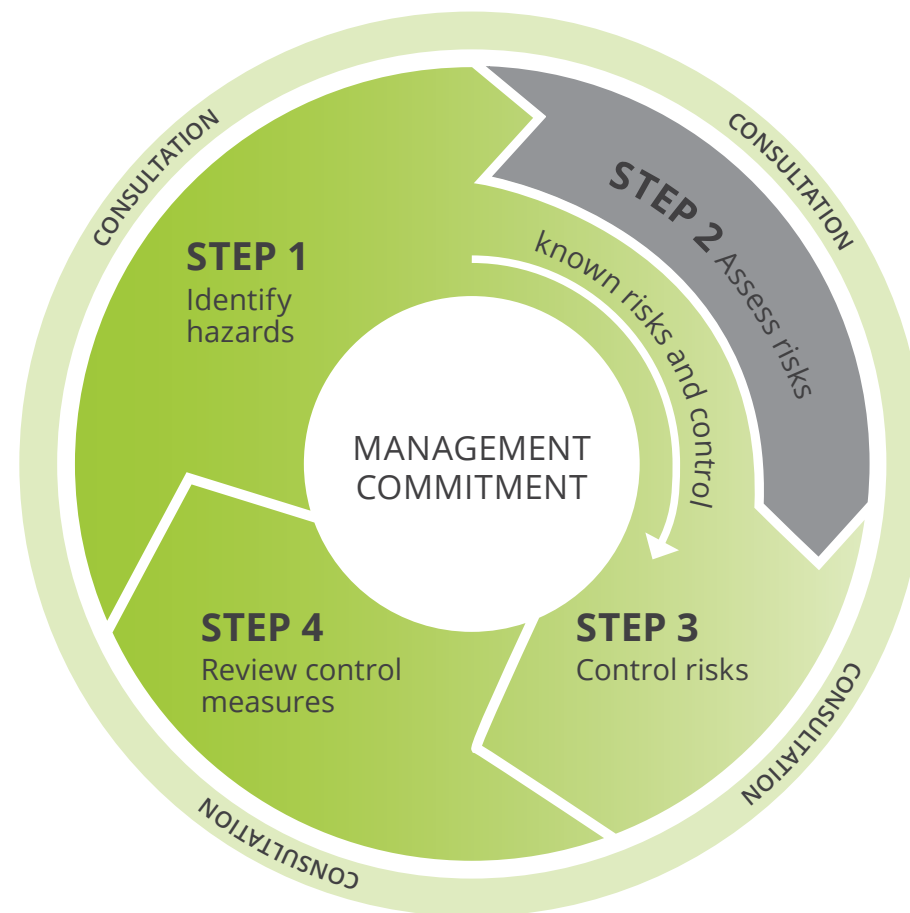 CONSULTATION
CONSULTATION
STEP 1
Identify
hazards
STEP 2 Assess risks
known risks and control
MANAGEMENT
COMMITMENT
STEP 3
Control risks
STEP 4
Review control
measures
CONSULTATION
CONSULTATION